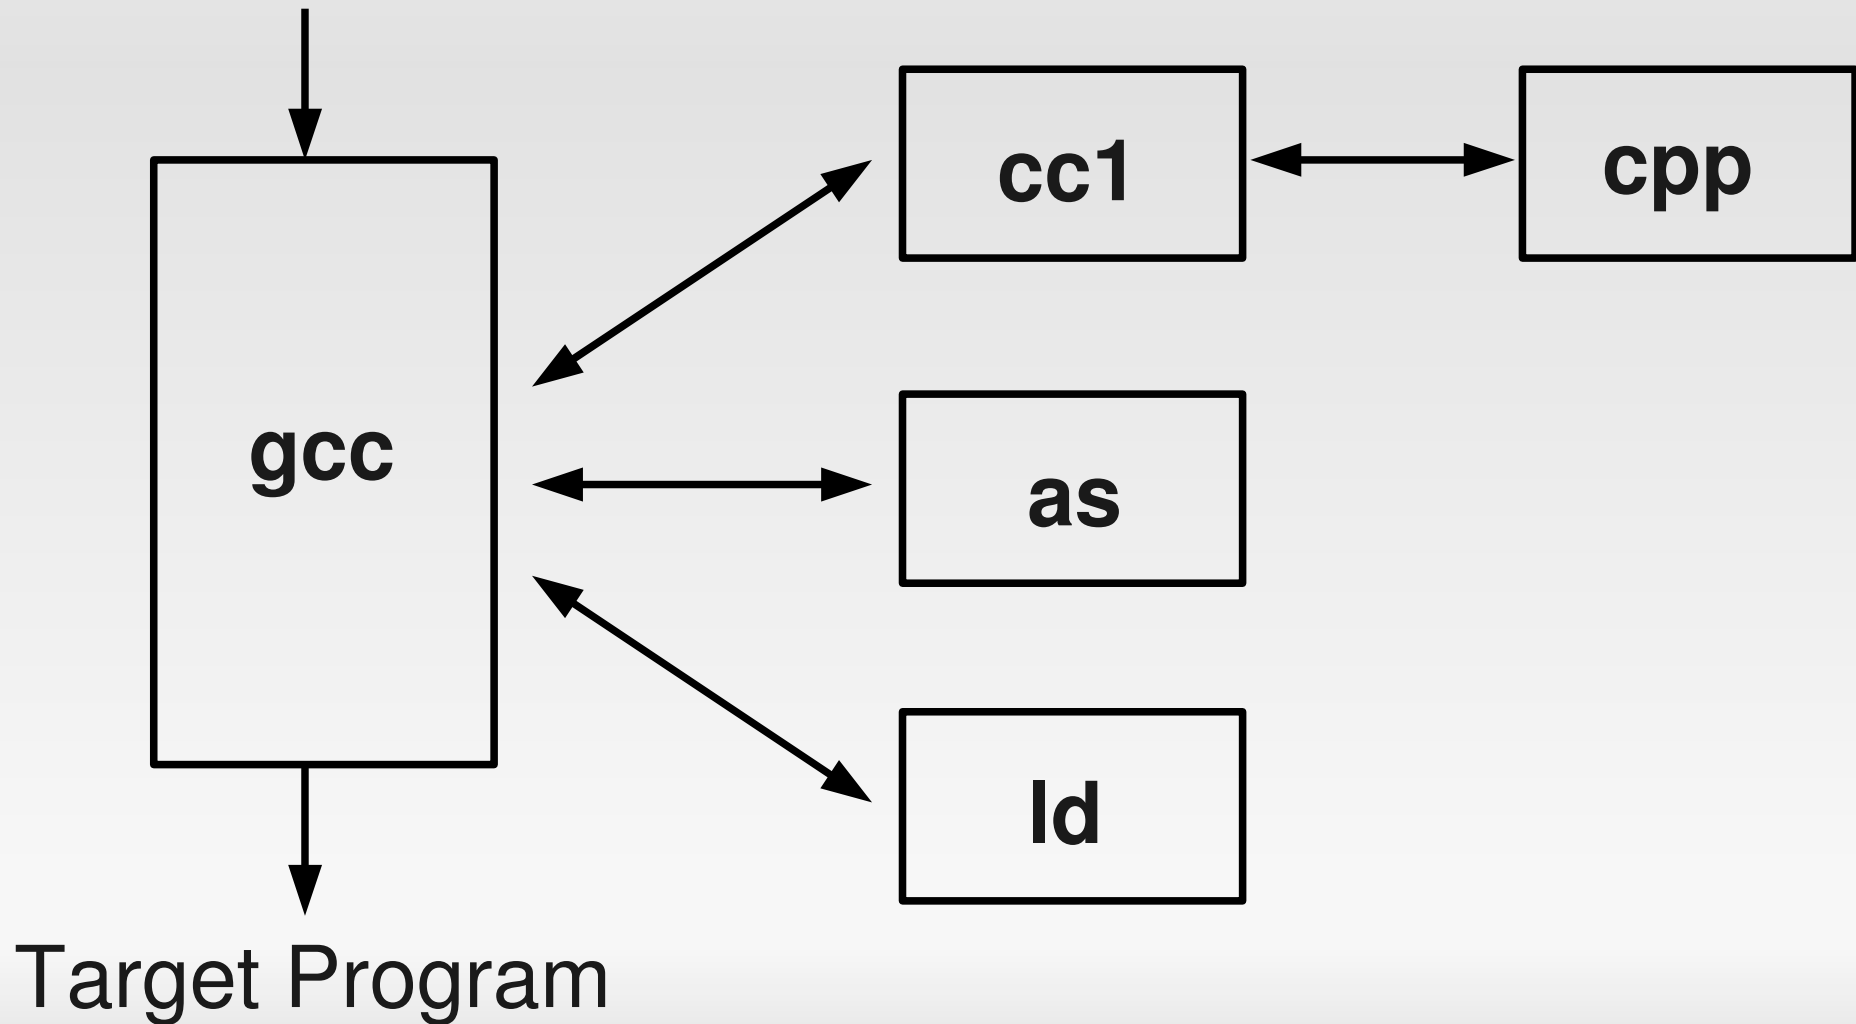 cc1
cpp
gcc
as
ld
Target Program